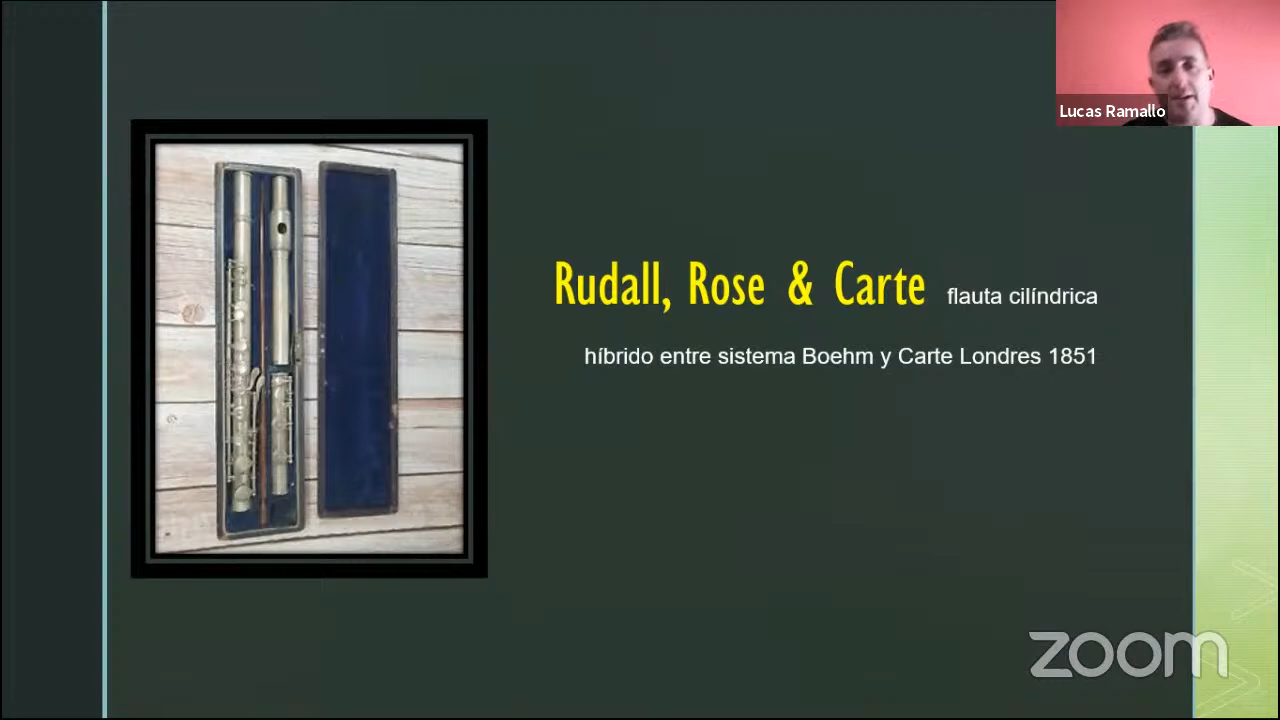 Lucas Ramallo
Rudall, Rose & Carte flauta cilíndrica
híbrido entre sistema Boehm y Carte Londres 1851
zoom